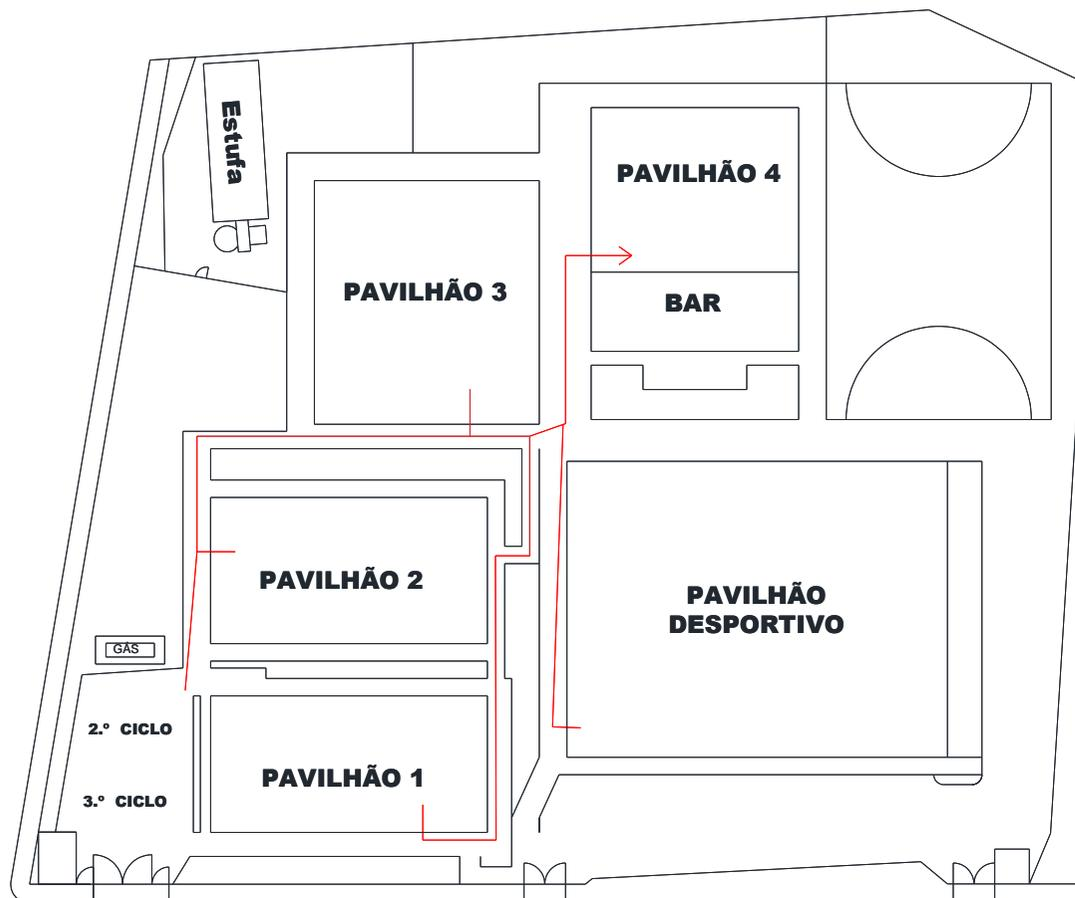 Estufa
PAVILHÃO 4
PAVILHÃO 3
BAR
PAVILHÃO 2
PAVILHÃO
DESPORTIVO
GÁS
2.º CICLO
PAVILHÃO 1
3.º CICLO